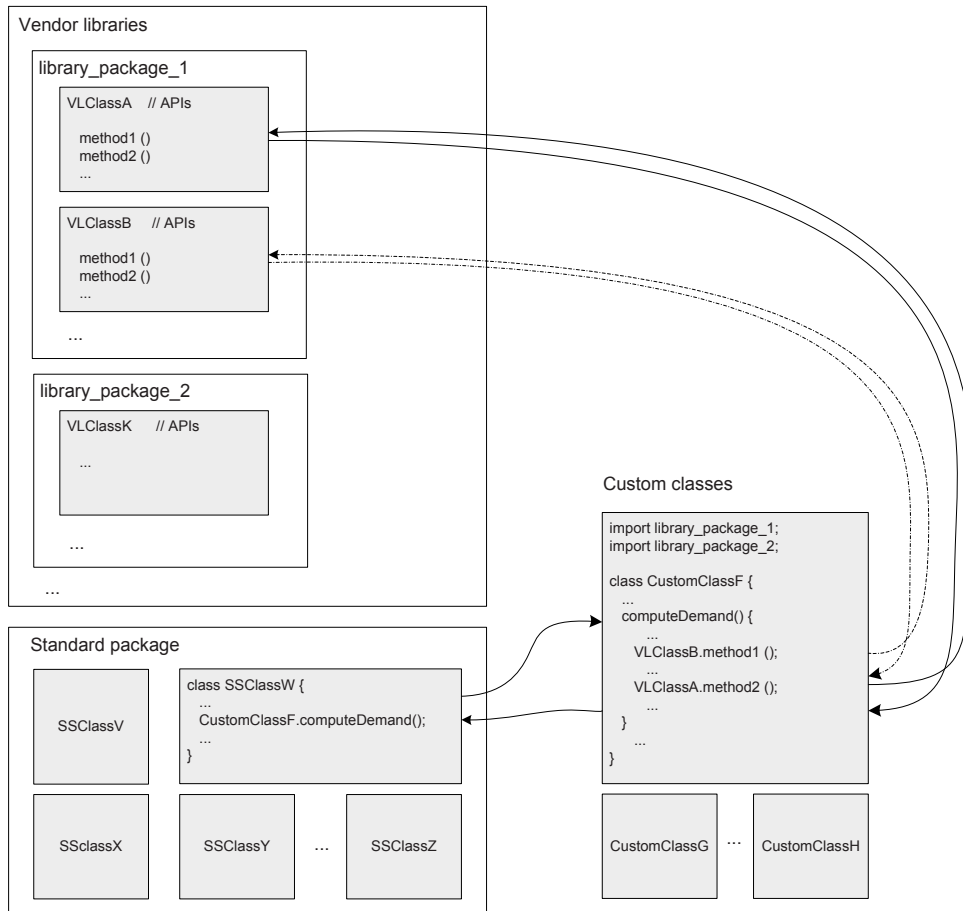 Vendor libraries
library_package_1
VLClassA // APIs
method1 ()
method2 ()
...
VLClassB // APIs
method1 ()
method2 ()
...
...
library_package_2
VLClassK // APIs
...
...
...
Custom classes
import library_package_1;
import library_package_2;
class CustomClassF {
...
computeDemand() {
...
VLClassB.method1 ();
...
VLClassA.method2 ();
...
}
...
}
CustomClassG
...
CustomClassH
Standard package
SSClassV
class SSClassW {
...
CustomClassF.computeDemand();
...
}
SSclassX
SSClassY
...
SSClassZ